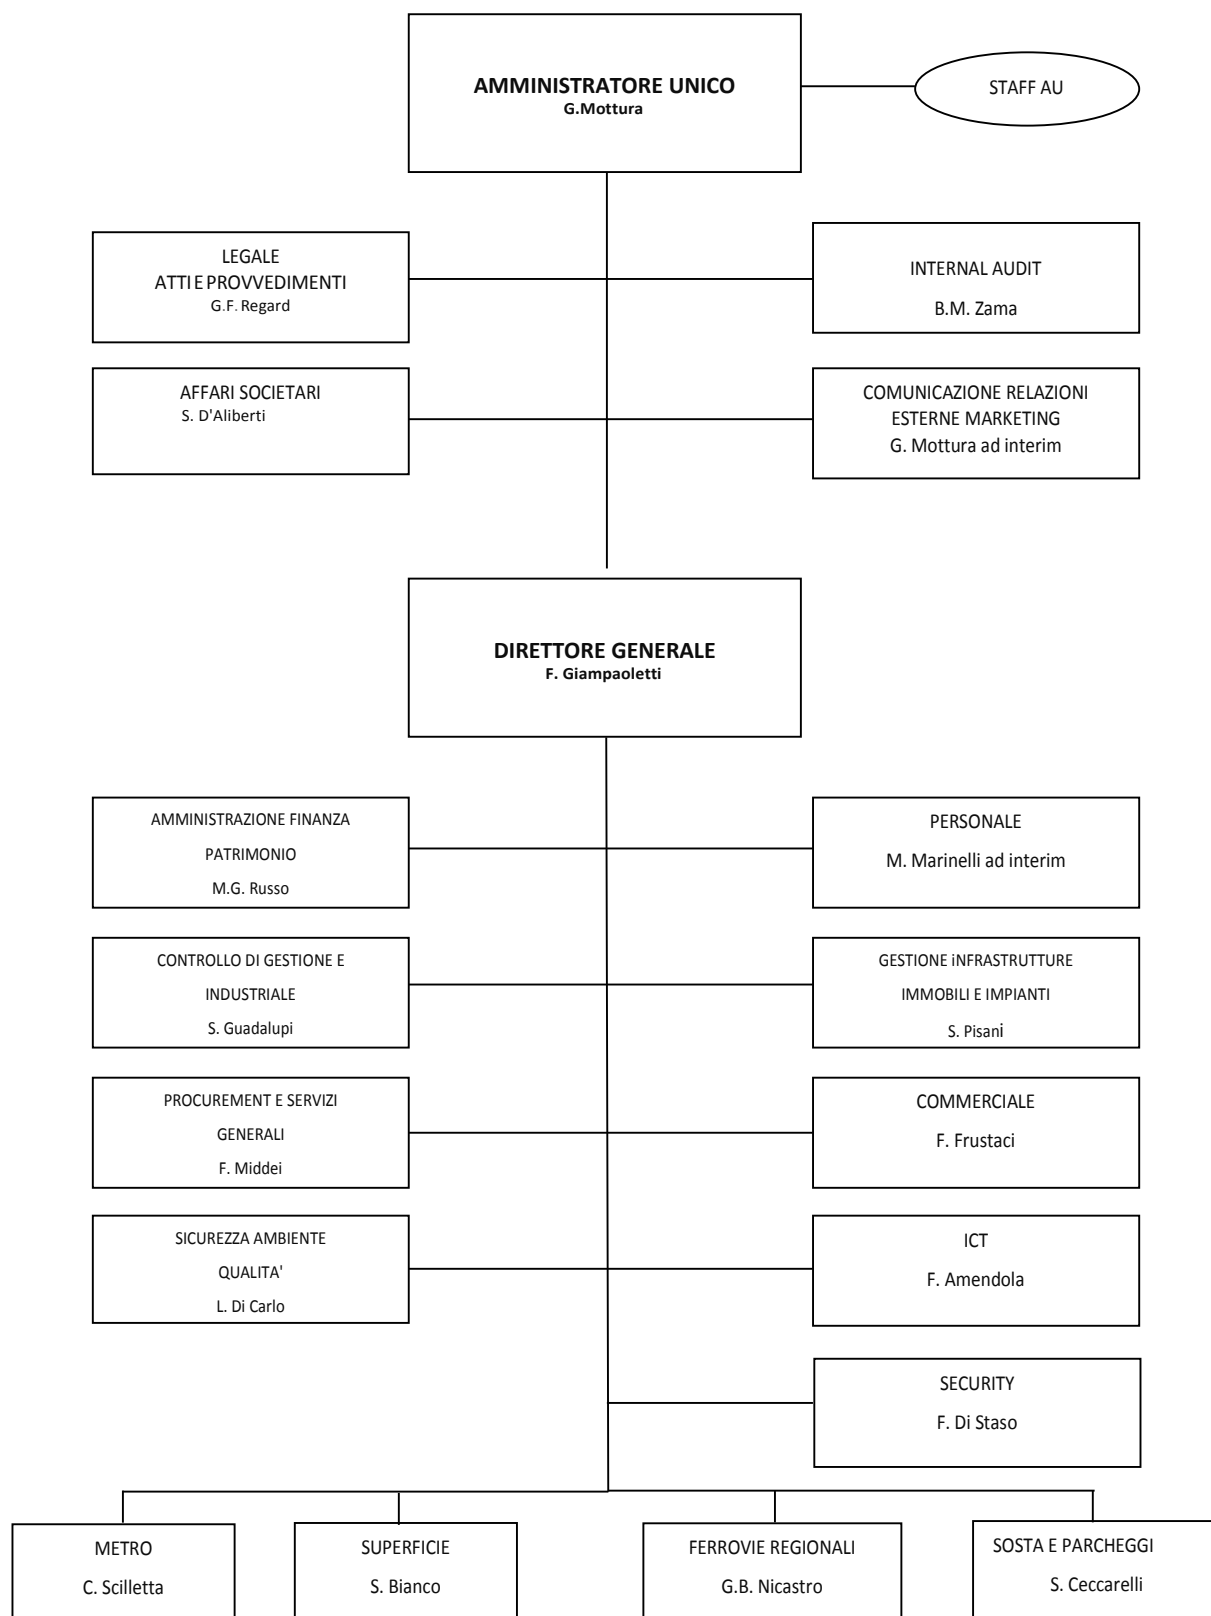 AMMINISTRATORE UNICO
G.Mottura
STAFF AU
LEGALE
ATTI E PROVVEDIMENTI
G.F. Regard
INTERNAL AUDIT
B.M. Zama
AFFARI SOCIETARI
S. D'Aliberti
COMUNICAZIONE RELAZIONI
ESTERNE MARKETING
G. Mottura ad interim
DIRETTORE GENERALE
F. Giampaoletti
AMMINISTRAZIONE FINANZA
PATRIMONIO
M.G. Russo
PERSONALE
M. Marinelli ad interim
CONTROLLO DI GESTIONE E
INDUSTRIALE
S. Guadalupi
GESTIONE iNFRASTRUTTURE
IMMOBILI E IMPIANTI
S. Pisani
PROCUREMENT E SERVIZI
GENERALI
F. Middei
COMMERCIALE
F. Frustaci
SICUREZZA AMBIENTE
QUALITA'
L. Di Carlo
ICT
F. Amendola
SECURITY
F. Di Staso
METRO
C. Scilletta
SUPERFICIE
S. Bianco
FERROVIE REGIONALI
G.B. Nicastro
SOSTA E PARCHEGGI
S. Ceccarelli